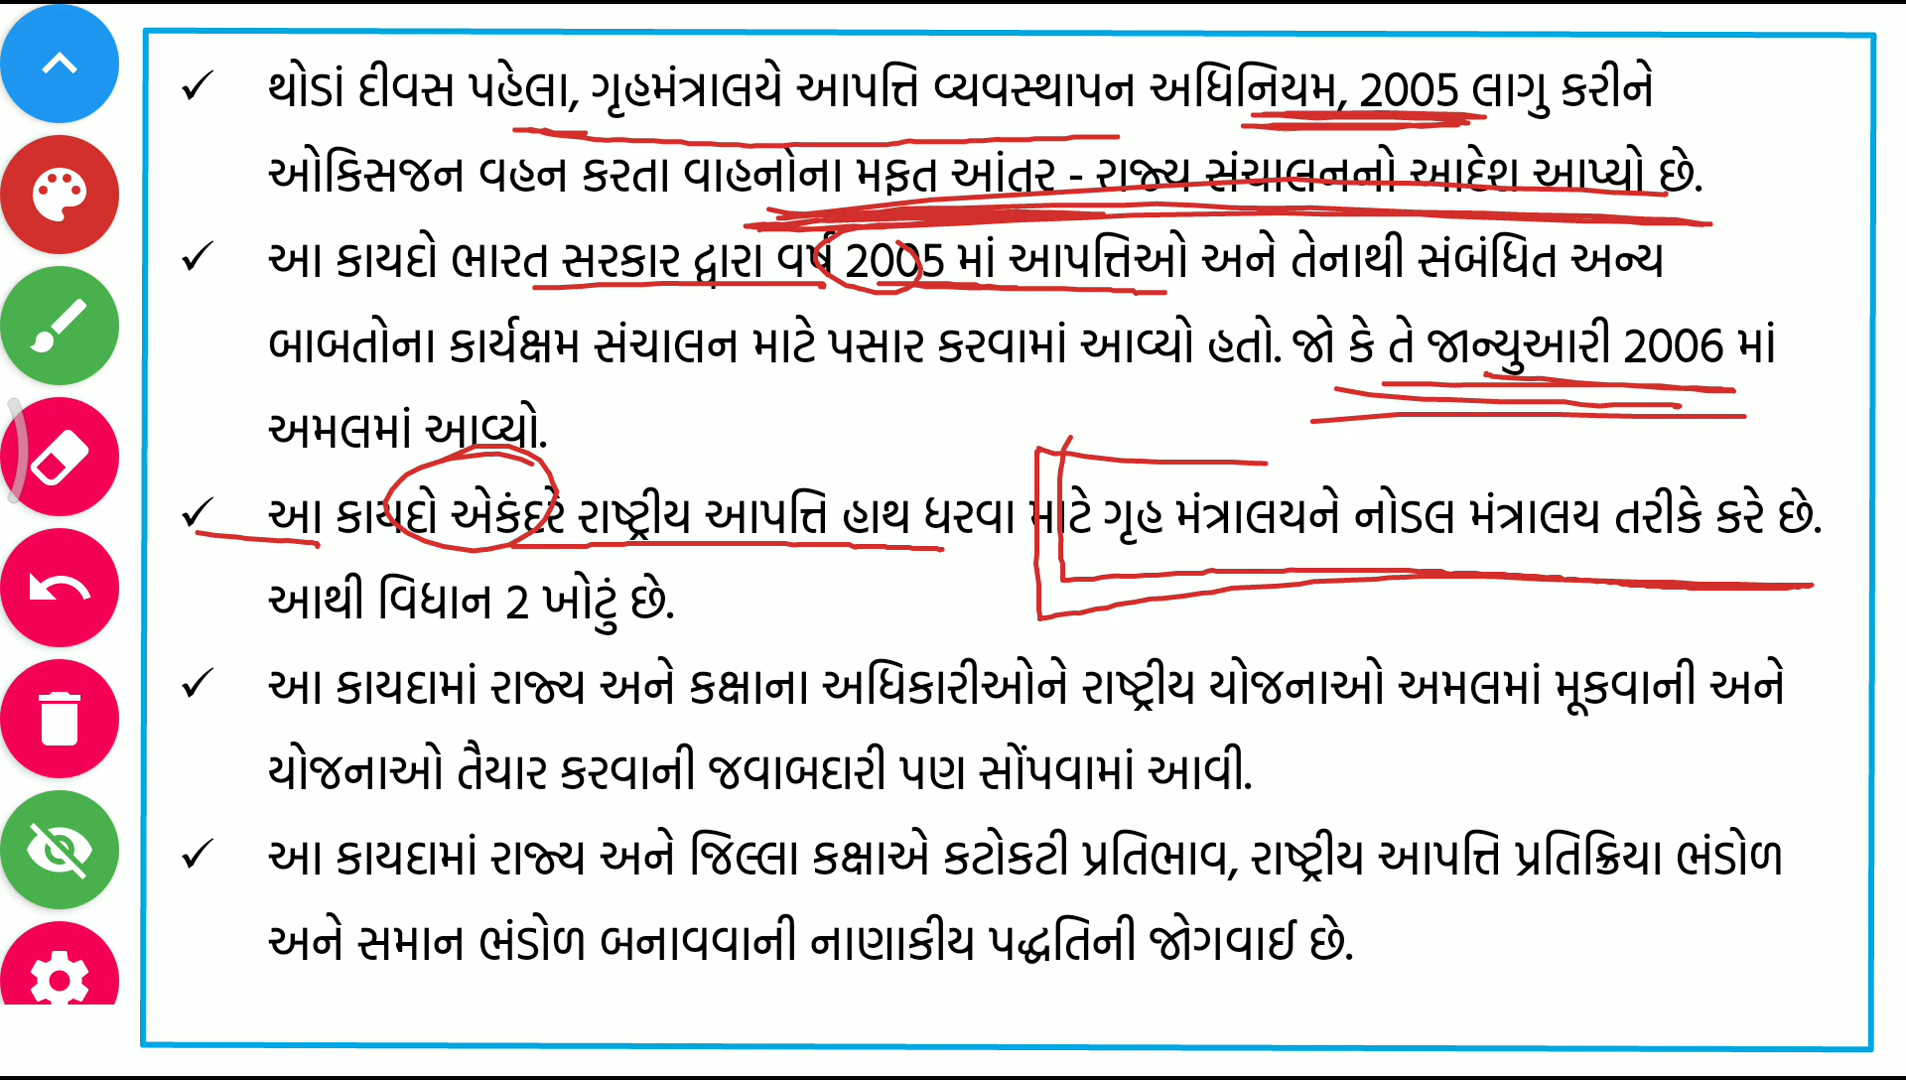 ✓ થોડાં દીવસ પહેલા, ગૃહમંત્રાલયે આપત્તિ વ્યવસ્થાપન અધિનિયમ, 2005 લાગુ કરીને
ઓકિસજન વહન કરતા વાહનોના મફત આંતર - રાજ્ય સંચાલનનો આદેશ આપ્યો છે.
✓ આ કાયદો ભારત સરકાર દ્વારા વર્ષ 2005 માં આપત્તિઓ અને તેનાથી સંબંધિત અન્ય
બાબતોના કાર્યક્ષમ સંચાલન માટે પસાર કરવામાં આવ્યો હતો. જો કે તે જાન્યુઆરી 2006 માં
અમલમાં આવ્યો.
✓ આ કાયદો એકંદરે રાષ્ટ્રીય આપત્તિ હાથ ધરવા માટે ગૃહ મંત્રાલયને નોડલ મંત્રાલય તરીકે કરે છે.
આથી વિધાન 2 ખોટું છે.
✓ આ કાયદામાં રાજ્ય અને કક્ષાના અધિકારીઓને રાષ્ટ્રીય યોજનાઓ અમલમાં મૂકવાની અને
યોજનાઓ તૈયાર કરવાની જવાબદારી પણ સોંપવામાં આવી.
✓ આ કાયદામાં રાજ્ય અને જિલ્લા કક્ષાએ કટોકટી પ્રતિભાવ, રાષ્ટ્રીય આપત્તિ પ્રતિક્રિયા ભંડોળ
અને સમાન ભંડોળ બનાવવાની નાણાકીય પદ્ધતિની જોગવાઈ છે.